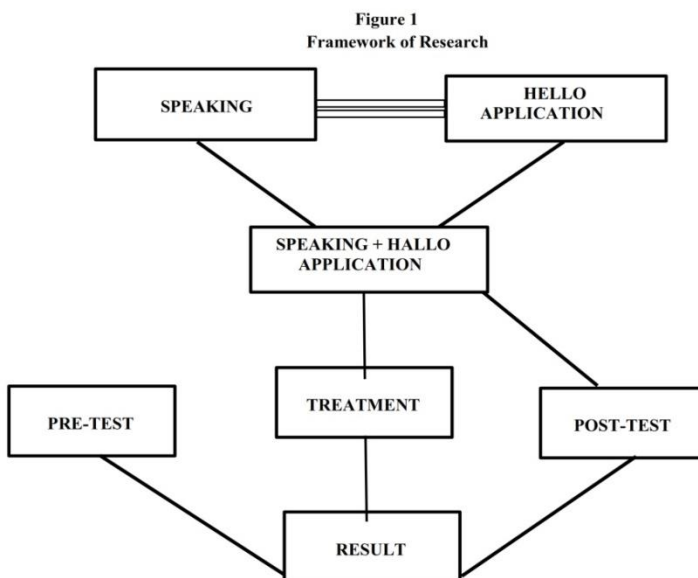 Figure 1
Framework of Research
SPEAKING
HELLO
APPLICATION
SPEAKING + HALLO
APPLICATION
PRE-TEST
TREATMENT
POST-TEST
RESULT